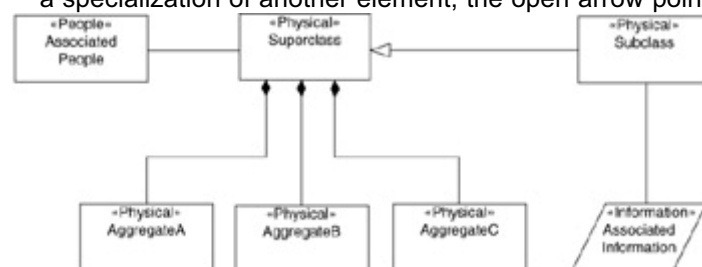 a specialization of another element, the open arrow poin
«People»
Associated
People
«Physical»
Superclass
«Physical»
Subclass
«Physical»
AggregateA
«Physical»
AggregateB
«Physical»
AggregateC
«Information»
Associated
Information